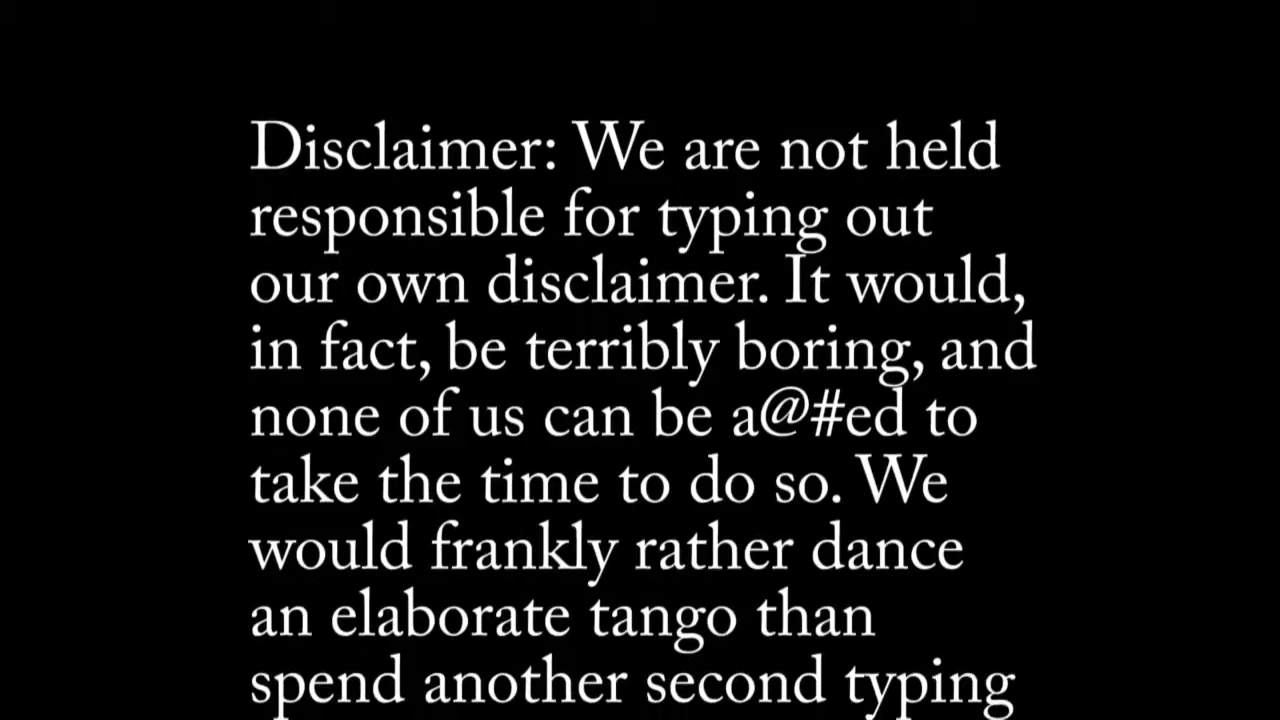 Disclaimer: We are not held
responsible for typing out
our own disclaimer. It would,
in fact, be terribly boring, and
none of us can be a@#ed to
take the time to do so. We
would frankly rather dance
an elaborate tango than
spend another second typing